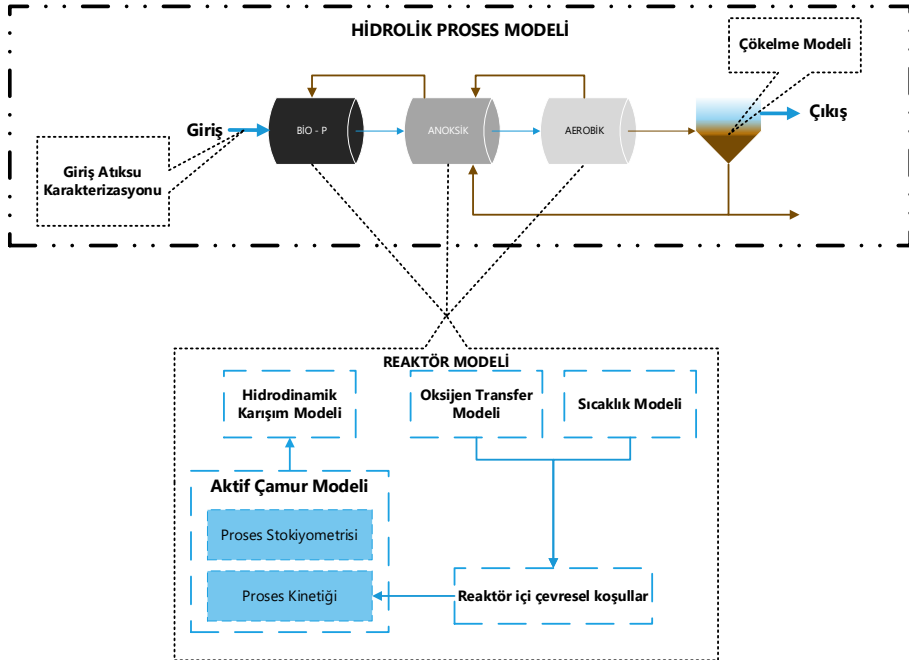 HİDROLİK PROSES MODELİ
Çökelme Modeli
Giriş
BİO - P
ANOKSİK
AEROBİK
Çıkış
Giriş Atıksu
Karakterizasyonu
REAKTÖR MODELİ
Hidrodinamik
Karışım Modeli
Oksijen Transfer
Modeli
Sıcaklık Modeli
Aktif Çamur Modeli
Proses Stokiyometrisi
Proses Kinetiği
Reaktör içi çevresel koşullar